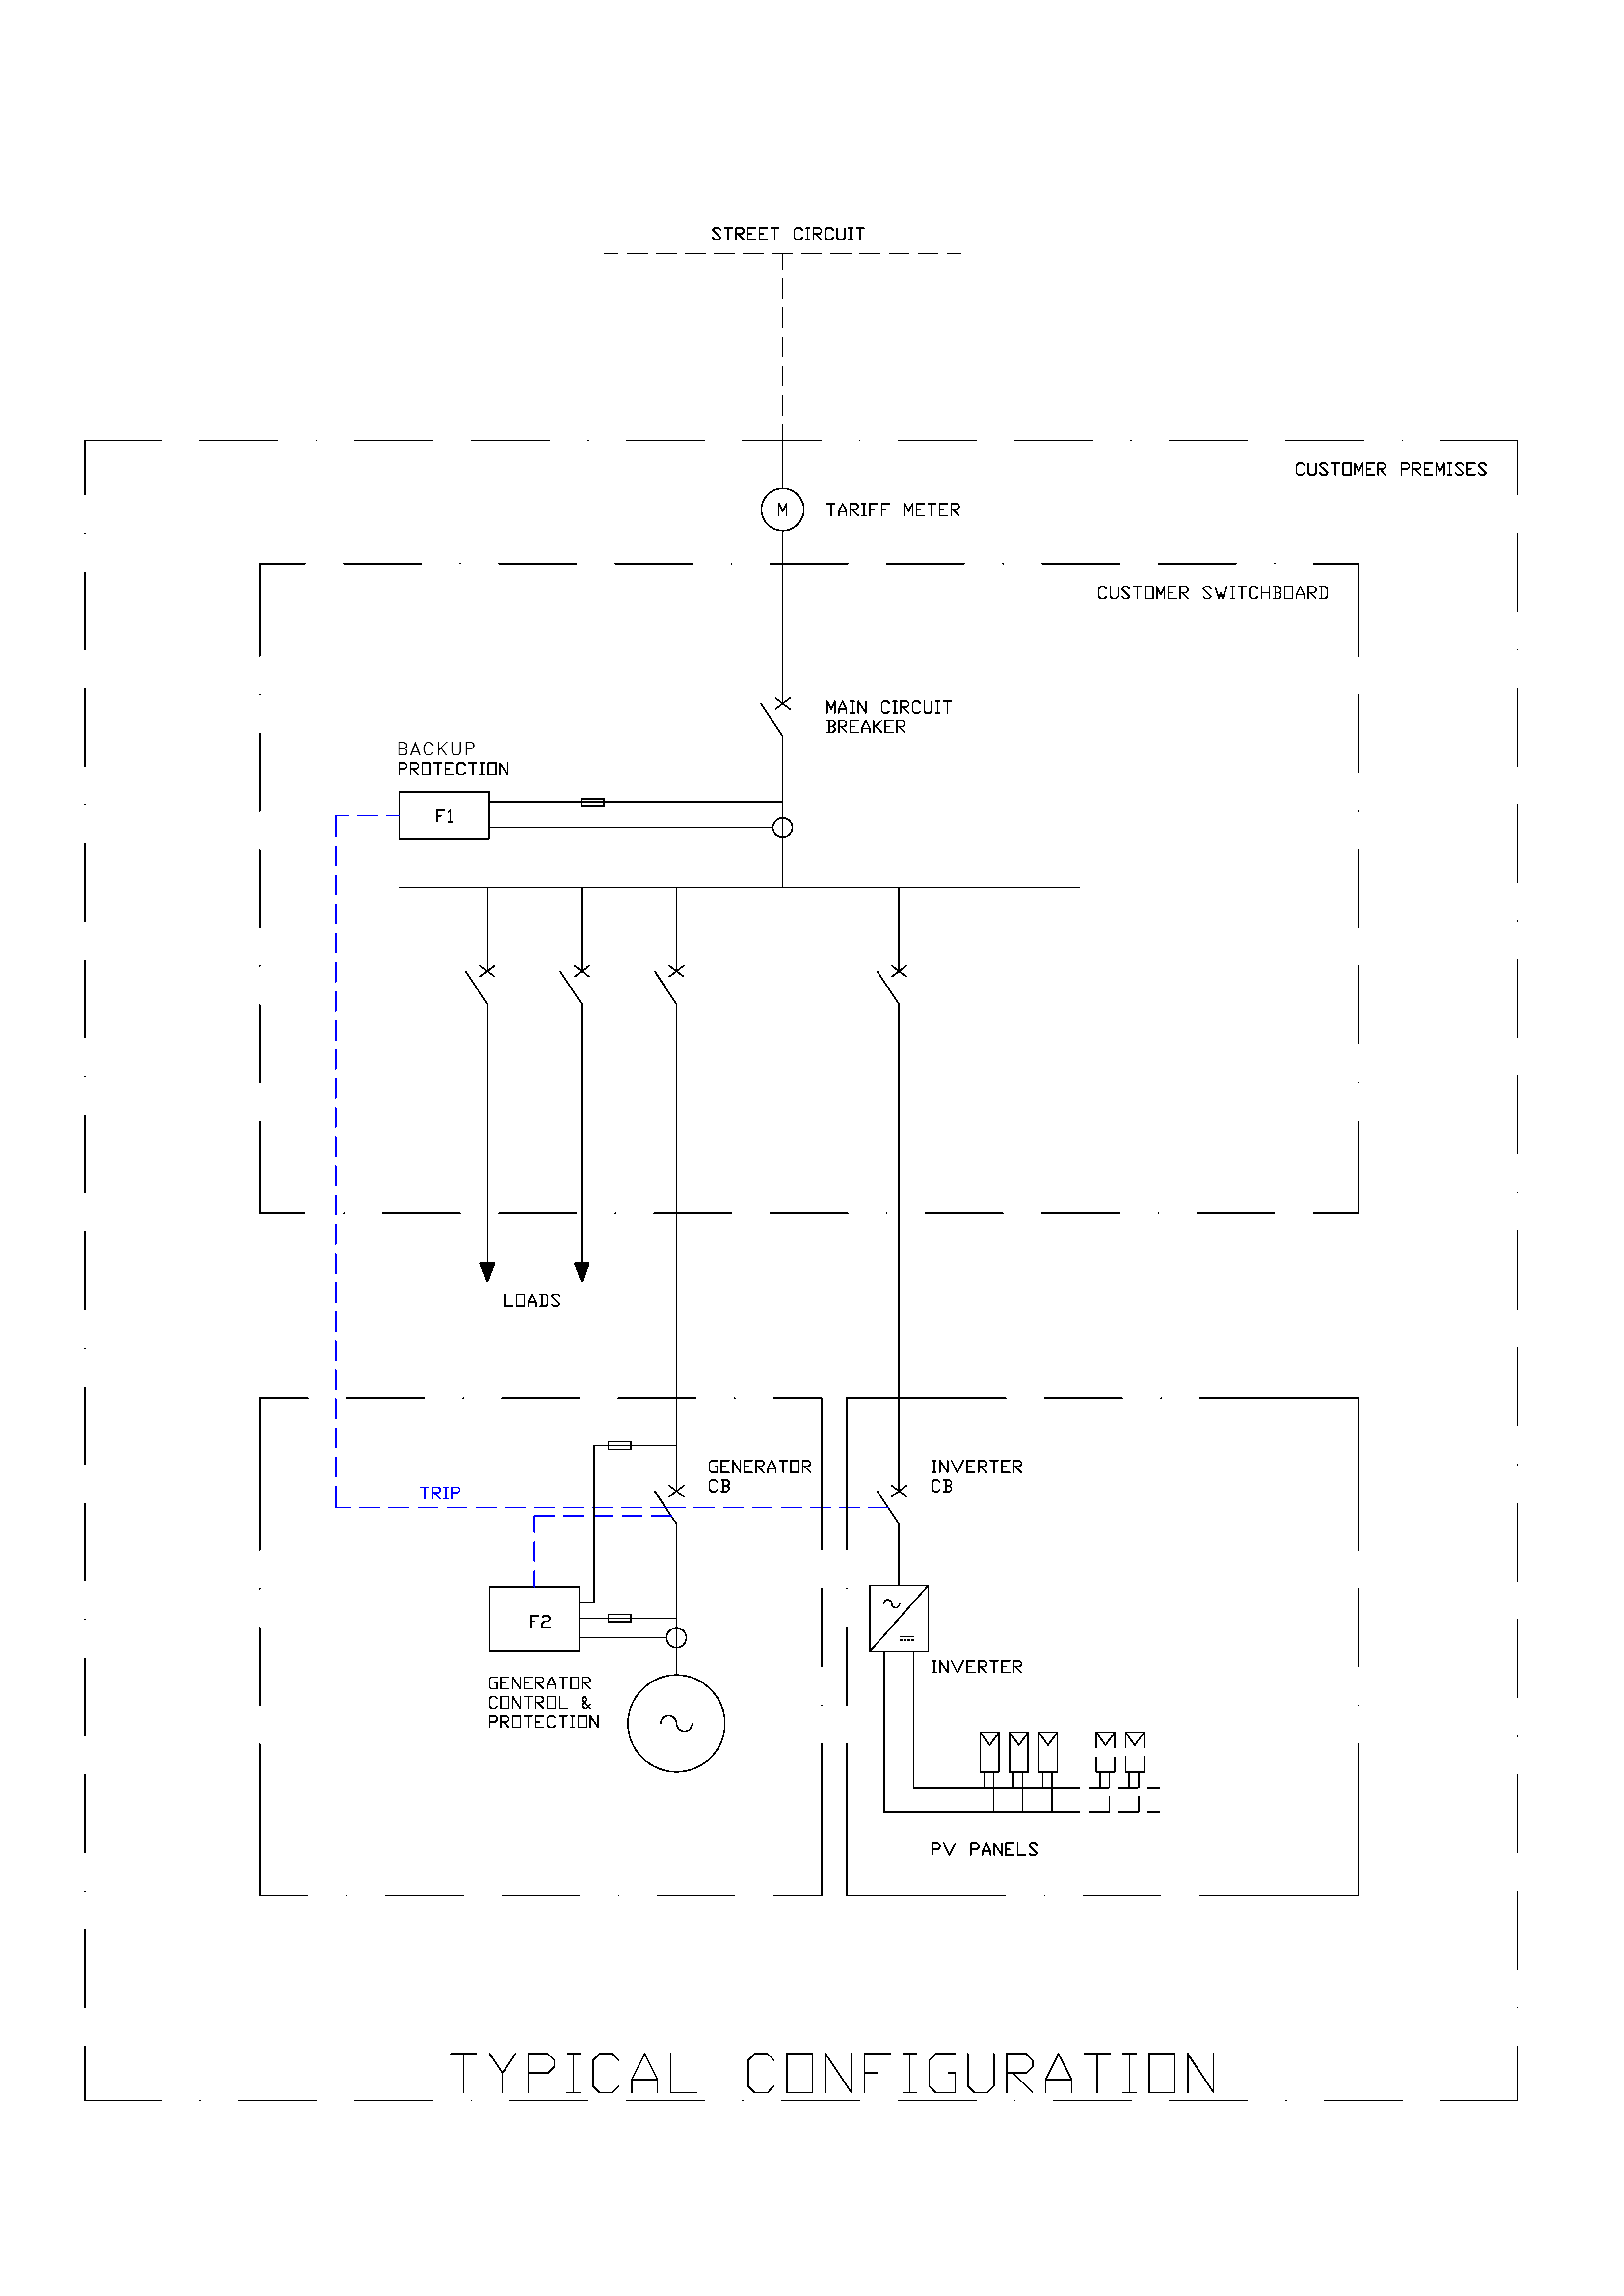 STREET CIRCUIT
CUSTOMER PREMISES
M
TARIFF METER
CUSTOMER SWITCHBOARD
MAIN CIRCUIT
BREAKER
BACKUP
PROTECTION
F1
LOADS
GENERATOR
CB
INVERTER
CB
TRIP
F2
INVERTER
GENERATOR
CONTROL &
PROTECTION
PV PANELS
TYPICAL CONFIGURATION